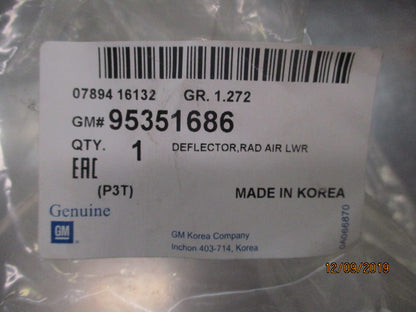 07894 16132 GR. 1.272
GM# 95351686
QTY. 1 DEFLECTOR,RAD AIR LWR
EAC
(P3T) MADE IN KOREA
Genuine
GM
GM Korea Company
Inchon 403-714, Korea
0A066870
12/09/2019